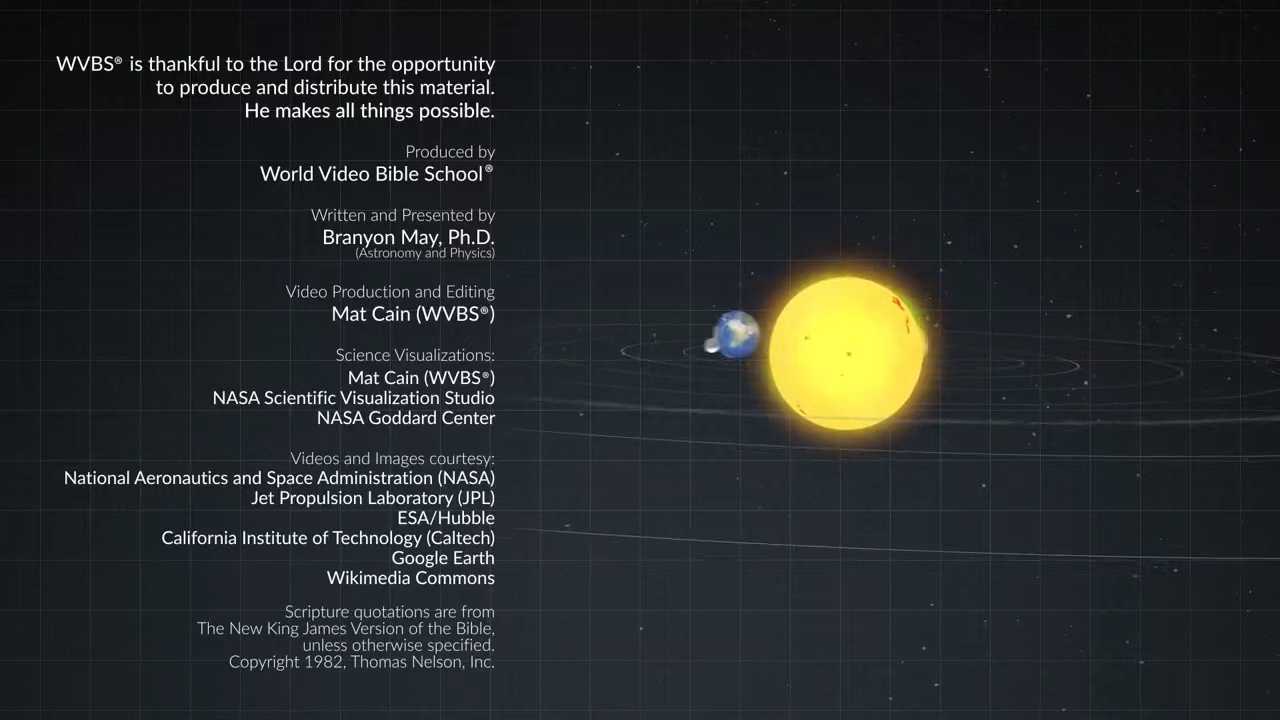 WVBS® is thankful to the Lord for the opportunity
to produce and distribute this material.
He makes all things possible.
Produced by
World Video Bible School®
Written and Presented by
Branyon May, Ph.D.
(Astronomy and Physics)
Video Production and Editing
Mat Cain (WVBS®)
Science Visualizations:
Mat Cain (WVBS®)
NASA Scientific Visualization Studio
NASA Goddard Center
Videos and Images courtesy:
National Aeronautics and Space Administration (NASA)
Jet Propulsion Laboratory (JPL)
ESA/Hubble
California Institute of Technology (Caltech)
Google Earth
Wikimedia Commons
Scripture quotations are from
The New King James Version of the Bible,
unless otherwise specified.
Copyright 1982, Thomas Nelson, Inc.